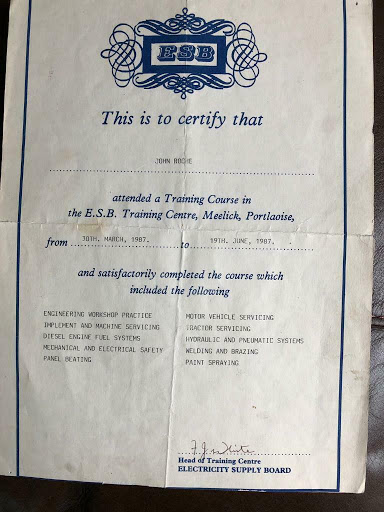 ESB
This is to certify that
JOHN ROCHE
attended a Training Course in
the E.S.B. Training Centre, Meelick, Portlaoise,
from 30TH. MARCH, 1987. to 19TH. JUNE, 1987.
and satisfactorily completed the course which
included the following
ENGINEERING WORKSHOP PRACTICE
IMPLEMENT AND MACHINE SERVICING
DIESEL ENGINE FUEL SYSTEMS
MECHANICAL AND ELECTRICAL SAFETY
PANEL BEATING
MOTOR VEHICLE SERVICING
TRACTOR SERVICING
HYDRAULIC AND PNEUMATIC SYSTEMS
WELDING AND BRAZING
PAINT SPRAYING
F.J. White
Head of Training Centre
ELECTRICITY SUPPLY BOARD